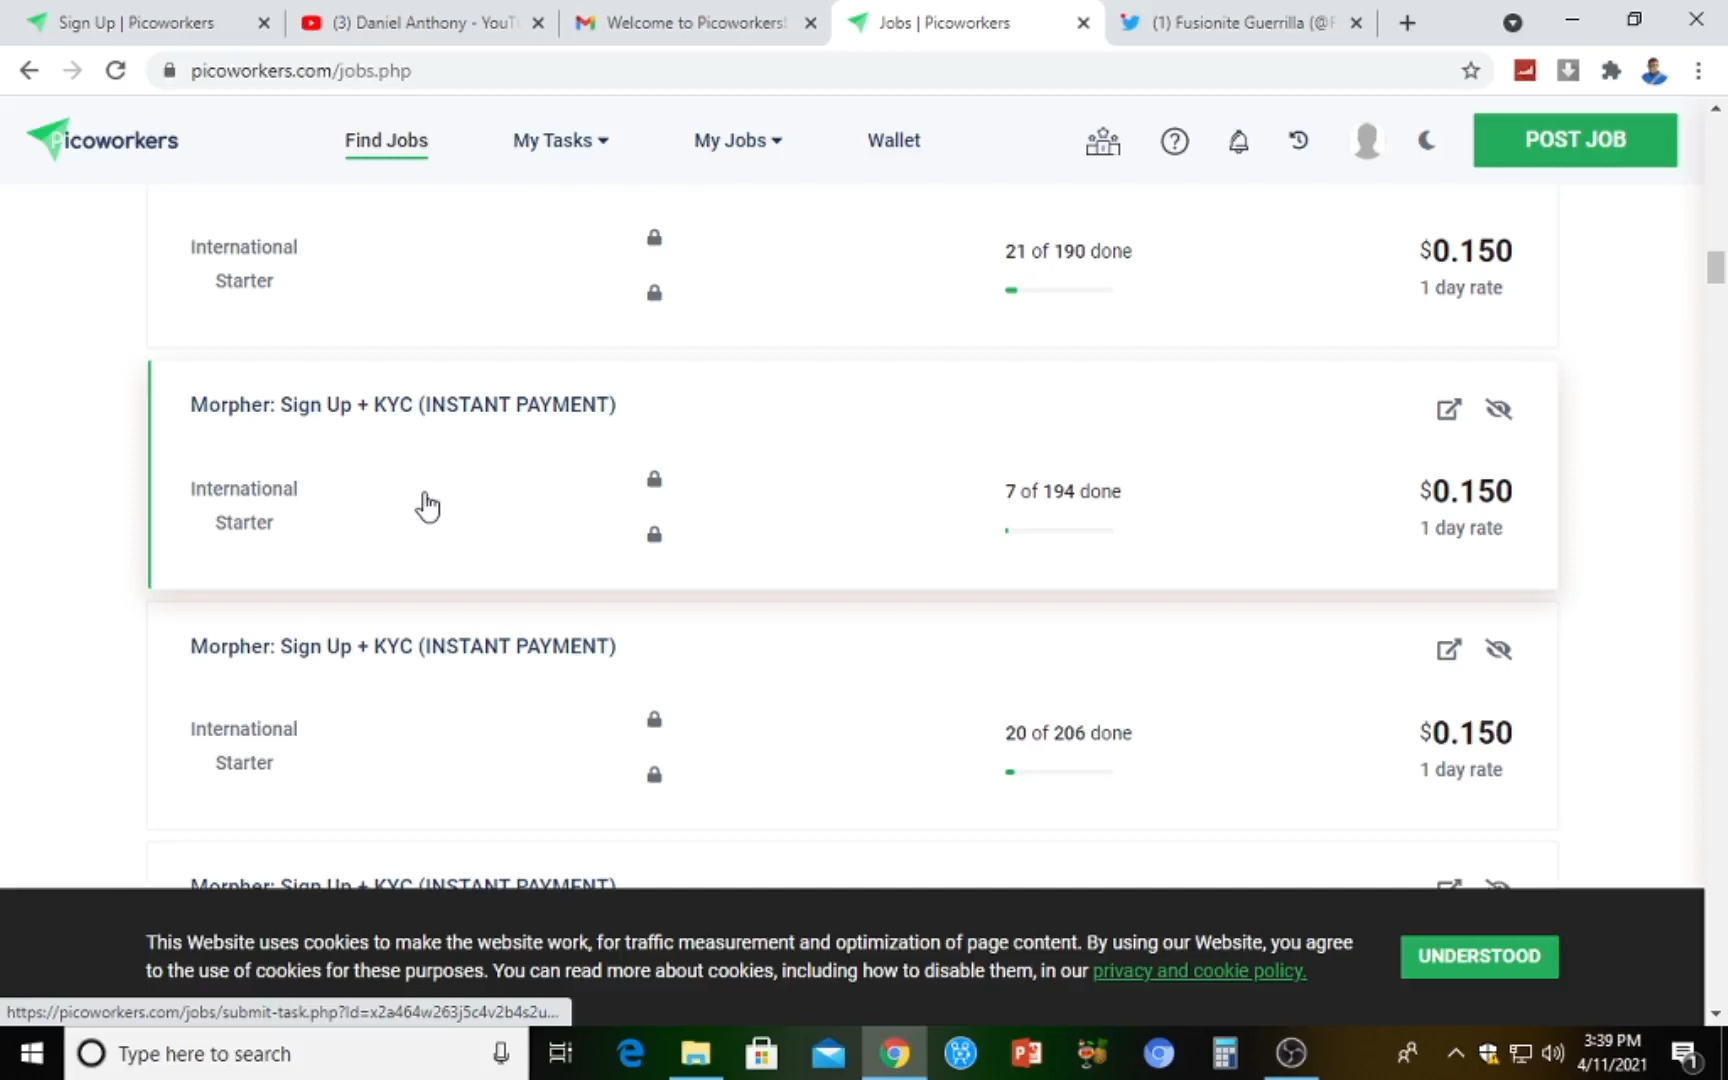 Sign Up | Picoworkers
(3) Daniel Anthony - YouT
Welcome to Picoworkers!
Jobs | Picoworkers
(1) Fusionite Guerrilla (@F
picoworkers.com/jobs.php
Picoworkers
Find Jobs
My Tasks
My Jobs
Wallet
POST JOB
International
Starter
21 of 190 done
$0.150
1 day rate
Morpher: Sign Up + KYC (INSTANT PAYMENT)
International
Starter
7 of 194 done
$0.150
1 day rate
Morpher: Sign Up + KYC (INSTANT PAYMENT)
International
Starter
20 of 206 done
$0.150
1 day rate
Morpher: Sign Up + KYC (INSTANT PAYMENT)
This Website uses cookies to make the website work, for traffic measurement and optimization of page content. By using our Website, you agree
to the use of cookies for these purposes. You can read more about cookies, including how to disable them, in our privacy and cookie policy.
UNDERSTOOD
https://picoworkers.com/jobs/submit-task.php?Id=x2a464w263j5c4v2b4s2u...
Type here to search
3:39 PM
4/11/2021
1